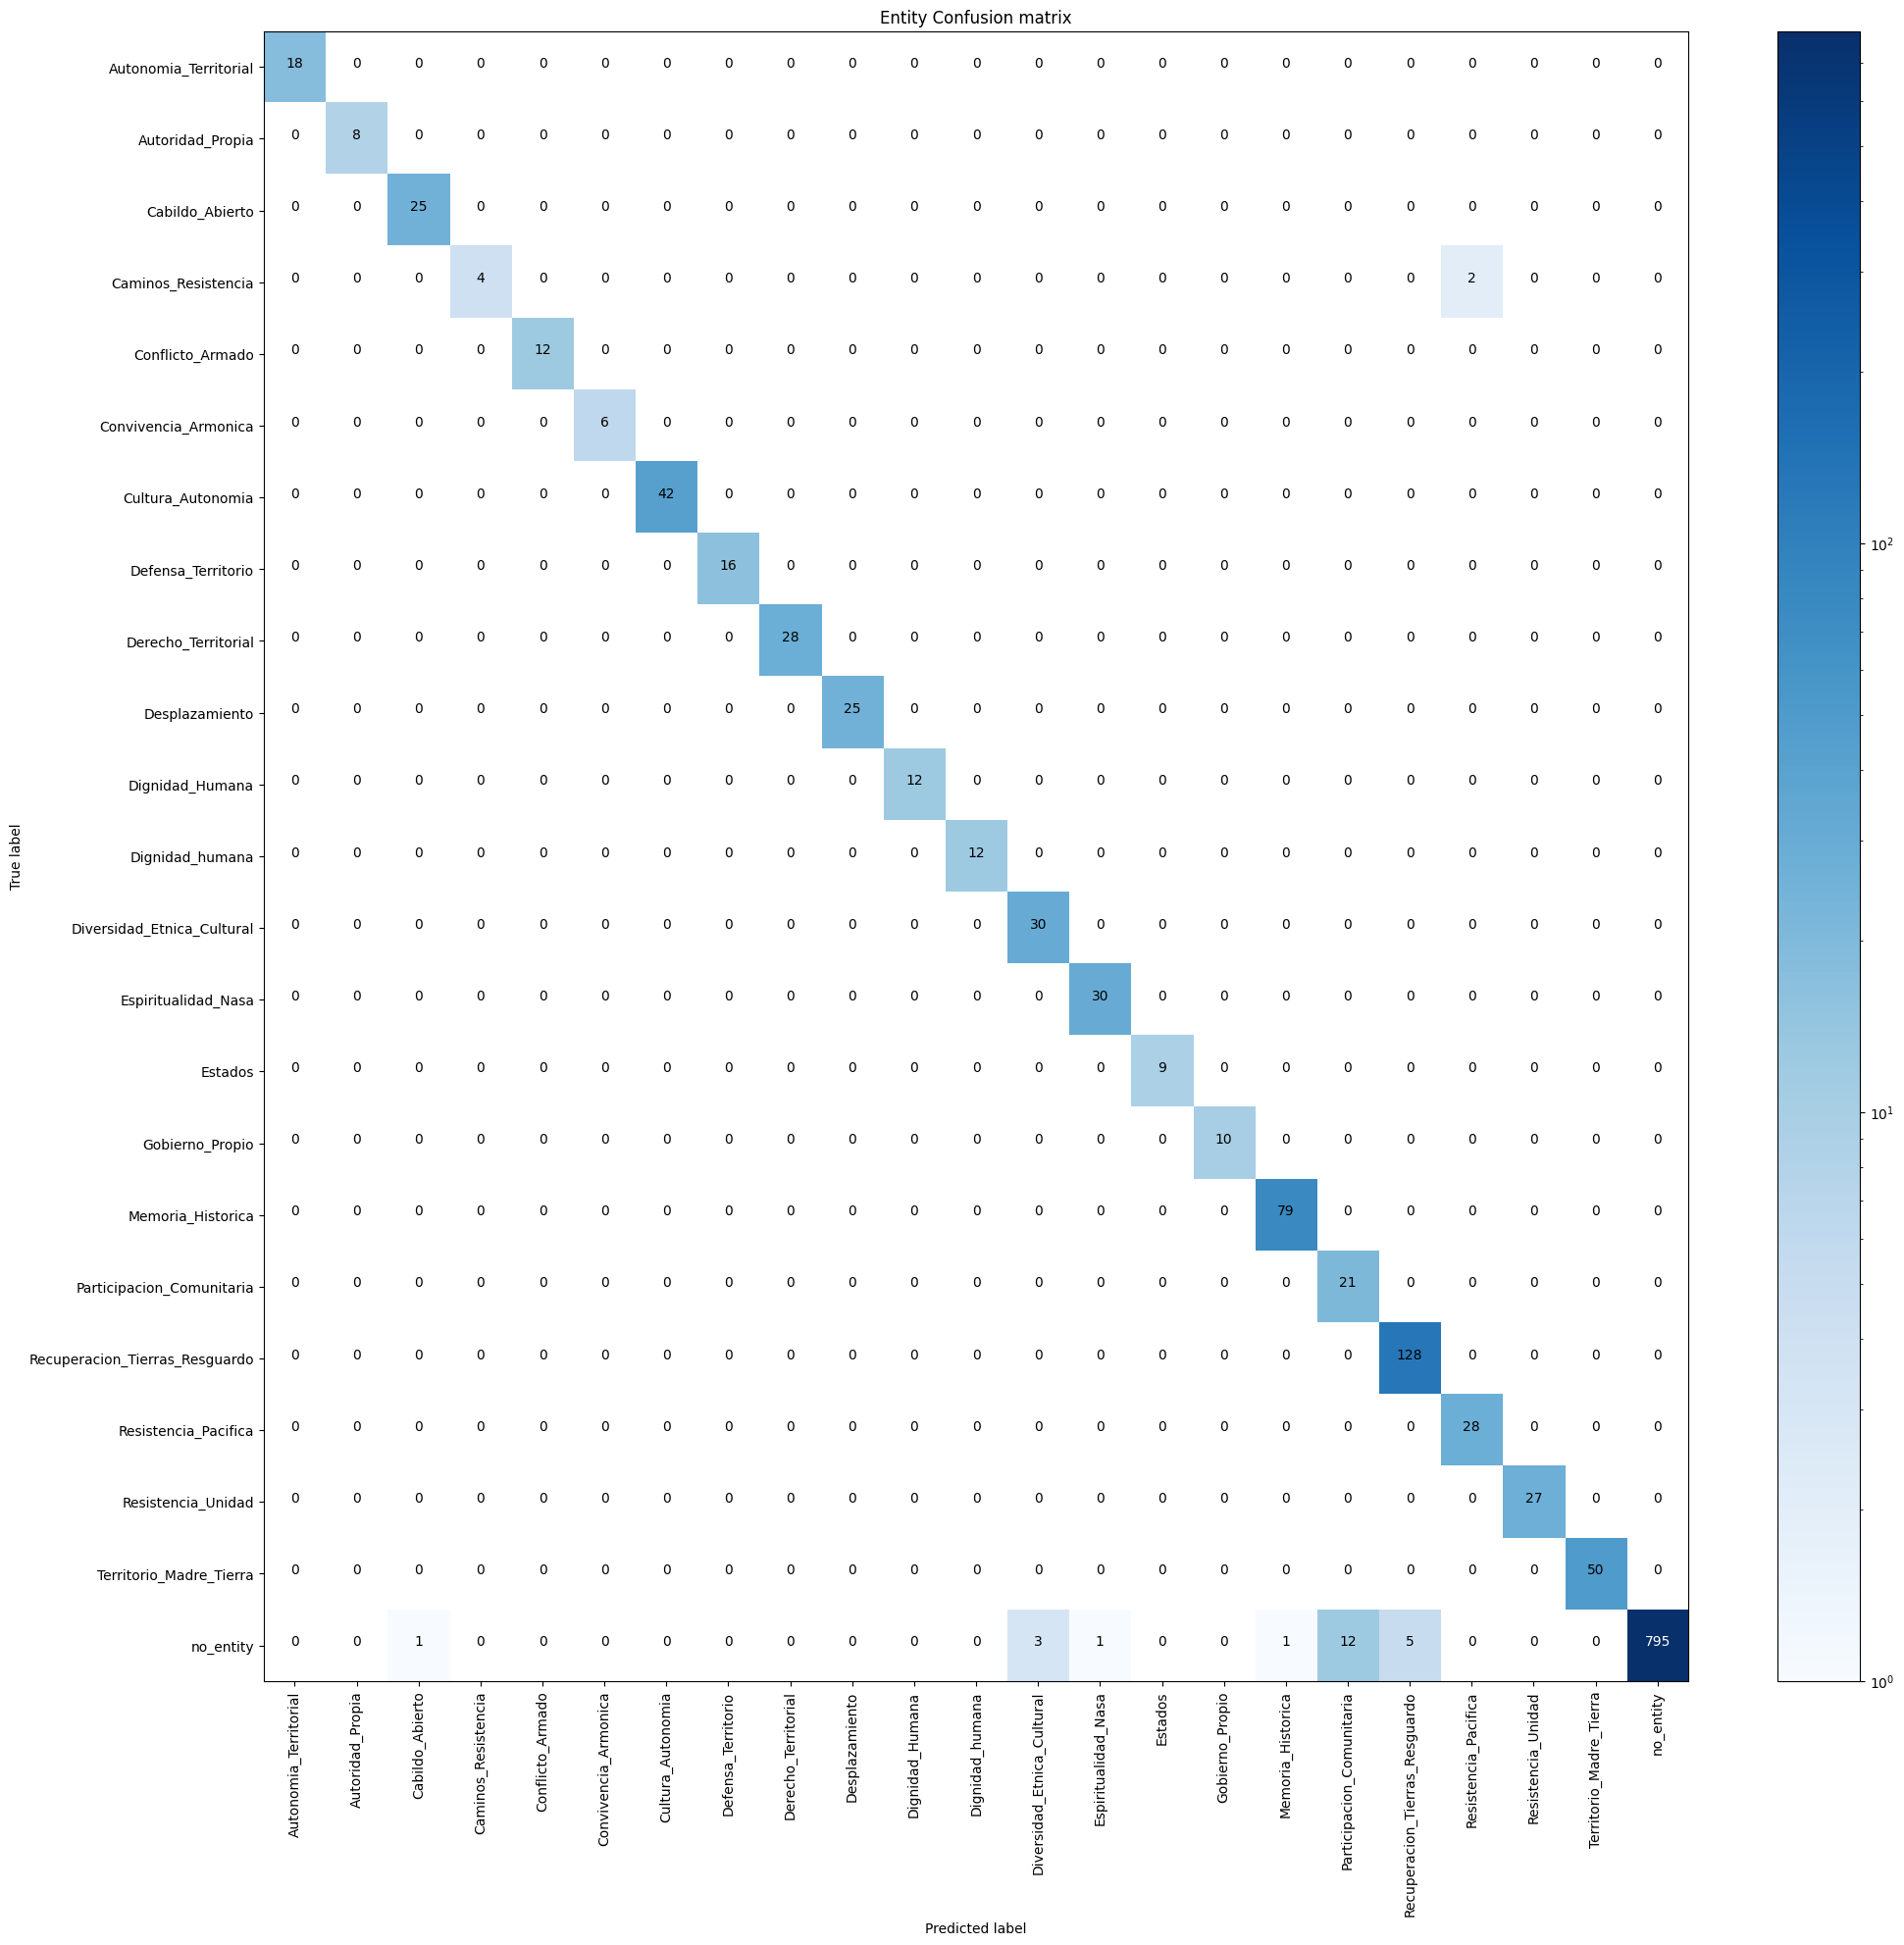 Entity Confusion matrix
Autonomia_Territorial 18 0 0 0 0 0 0 0 0 0 0 0 0 0 0 0 0 0 0 0 0 0 0
Autoridad_Propia 0 8 0 0 0 0 0 0 0 0 0 0 0 0 0 0 0 0 0 0 0 0 0
Cabildo_Abierto 0 0 25 0 0 0 0 0 0 0 0 0 0 0 0 0 0 0 0 0 0 0 0
Caminos_Resistencia 0 0 0 4 0 0 0 0 0 0 0 0 0 0 0 0 0 0 0 2 0 0 0
Conflicto_Armado 0 0 0 0 12 0 0 0 0 0 0 0 0 0 0 0 0 0 0 0 0 0 0
Convivencia_Armonica 0 0 0 0 0 6 0 0 0 0 0 0 0 0 0 0 0 0 0 0 0 0 0
Cultura_Autonomia 0 0 0 0 0 0 42 0 0 0 0 0 0 0 0 0 0 0 0 0 0 0 0
Defensa_Territorio 0 0 0 0 0 0 0 16 0 0 0 0 0 0 0 0 0 0 0 0 0 0 0
Derecho_Territorial 0 0 0 0 0 0 0 0 28 0 0 0 0 0 0 0 0 0 0 0 0 0 0
Desplazamiento 0 0 0 0 0 0 0 0 0 25 0 0 0 0 0 0 0 0 0 0 0 0 0
Dignidad_Humana 0 0 0 0 0 0 0 0 0 0 12 0 0 0 0 0 0 0 0 0 0 0 0
Dignidad_humana 0 0 0 0 0 0 0 0 0 0 0 12 0 0 0 0 0 0 0 0 0 0 0
Diversidad_Etnica_Cultural 0 0 0 0 0 0 0 0 0 0 0 0 30 0 0 0 0 0 0 0 0 0 0
Espiritualidad_Nasa 0 0 0 0 0 0 0 0 0 0 0 0 0 30 0 0 0 0 0 0 0 0 0
Estados 0 0 0 0 0 0 0 0 0 0 0 0 0 0 9 0 0 0 0 0 0 0 0
Gobierno_Propio 0 0 0 0 0 0 0 0 0 0 0 0 0 0 0 10 0 0 0 0 0 0 0
Memoria_Historica 0 0 0 0 0 0 0 0 0 0 0 0 0 0 0 0 79 0 0 0 0 0 0
Participacion_Comunitaria 0 0 0 0 0 0 0 0 0 0 0 0 0 0 0 0 0 21 0 0 0 0 0
Recuperacion_Tierras_Resguardo 0 0 0 0 0 0 0 0 0 0 0 0 0 0 0 0 0 0 128 0 0 0 0
Resistencia_Pacifica 0 0 0 0 0 0 0 0 0 0 0 0 0 0 0 0 0 0 0 28 0 0 0
Resistencia_Unidad 0 0 0 0 0 0 0 0 0 0 0 0 0 0 0 0 0 0 0 0 27 0 0
Territorio_Madre_Tierra 0 0 0 0 0 0 0 0 0 0 0 0 0 0 0 0 0 0 0 0 0 50 0
no_entity 0 0 1 0 0 0 0 0 0 0 0 0 3 1 0 0 1 12 5 0 0 0 795
True label
Autonomia_Territorial
Autoridad_Propia
Cabildo_Abierto
Caminos_Resistencia
Conflicto_Armado
Convivencia_Armonica
Cultura_Autonomia
Defensa_Territorio
Derecho_Territorial
Desplazamiento
Dignidad_Humana
Dignidad_humana
Diversidad_Etnica_Cultural
Espiritualidad_Nasa
Estados
Gobierno_Propio
Memoria_Historica
Participacion_Comunitaria
Recuperacion_Tierras_Resguardo
Resistencia_Pacifica
Resistencia_Unidad
Territorio_Madre_Tierra
no_entity
Predicted label
10²
10¹
10⁰